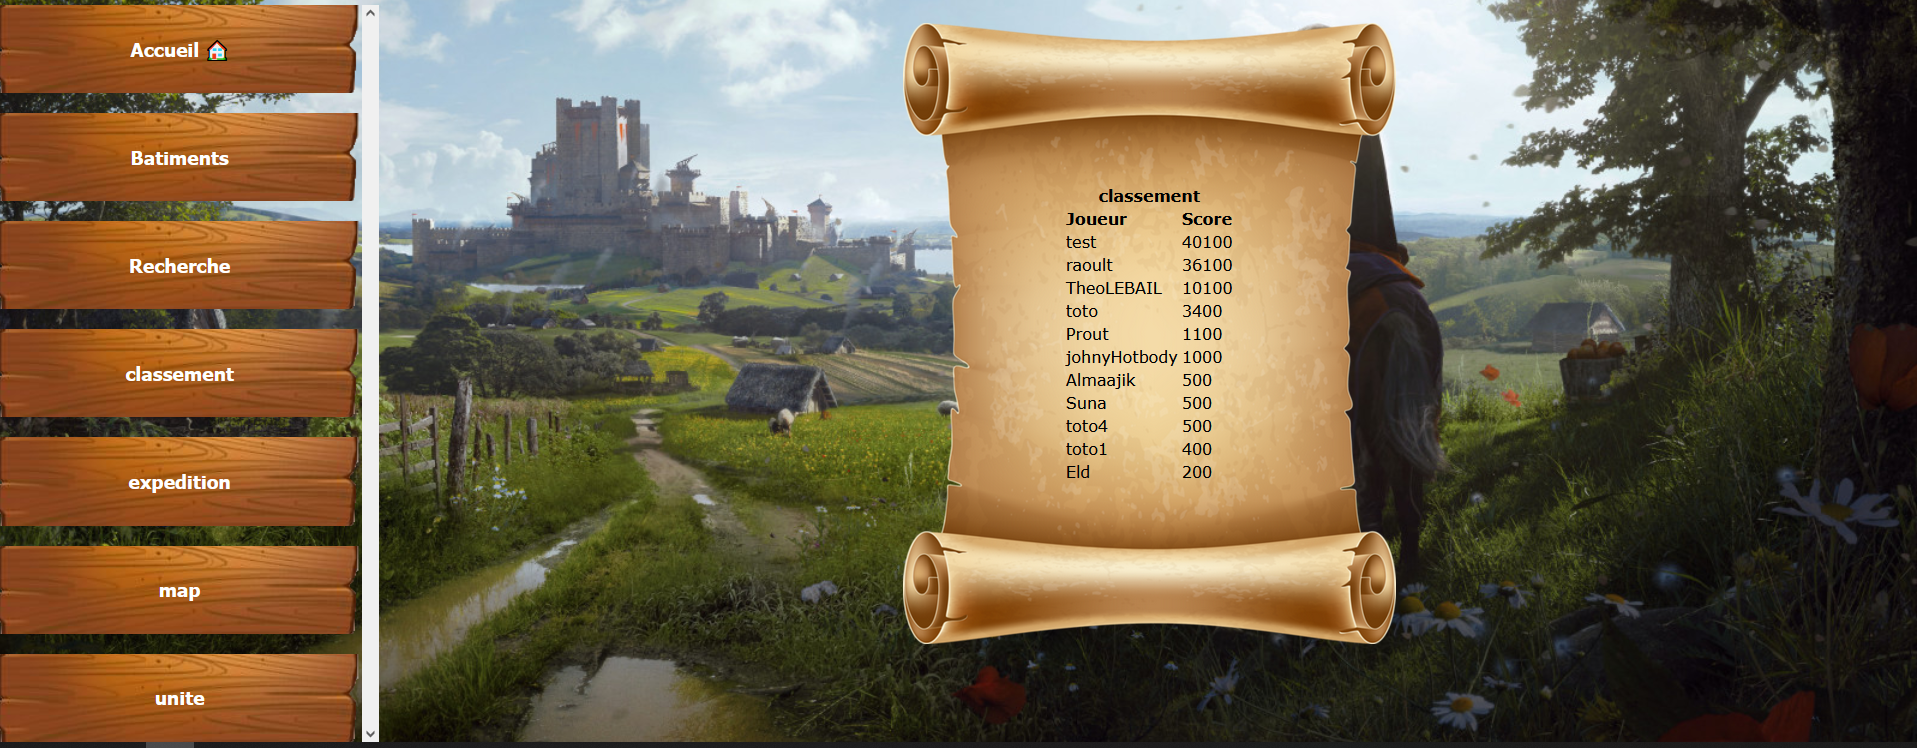 Accueil 🏠
Batiments
Recherche
classement
expedition
map
unite
classement
Joueur Score
test 40100
raoult 36100
TheoLEBAIL 10100
toto 3400
Prout 1100
johnyHotbody 1000
Almaajik 500
Suna 500
toto4 500
toto1 400
Eld 200